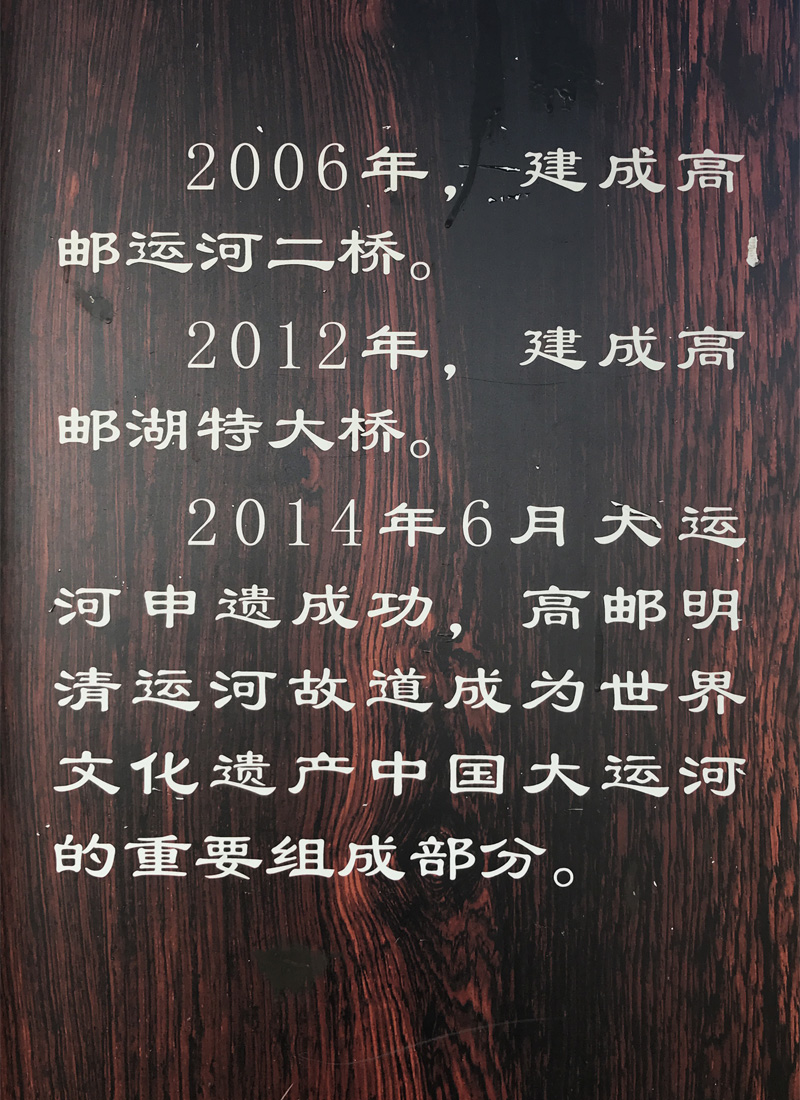 2006年，建成高
邮运河二桥。
2012年，建成高
邮湖特大桥。
2014年6月大运
河申遗成功，高邮明
清运河故道成为世界
文化遗产中国大运河
的重要组成部分。